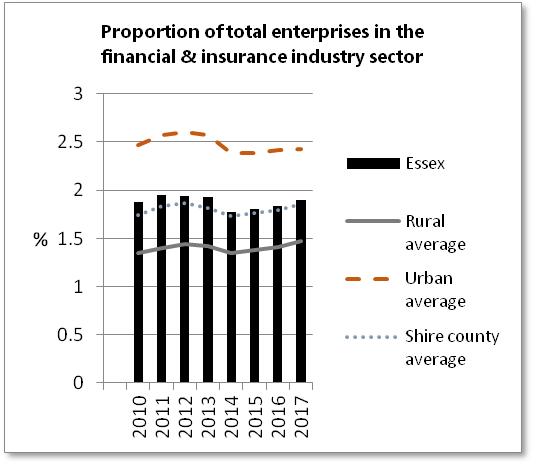 Proportion of total enterprises in the
financial & insurance industry sector
3
2.5
2
1.5
1
0.5
0
%
2010
2011
2012
2013
2014
2015
2016
2017
Essex
Rural
average
Urban
average
Shire county
average